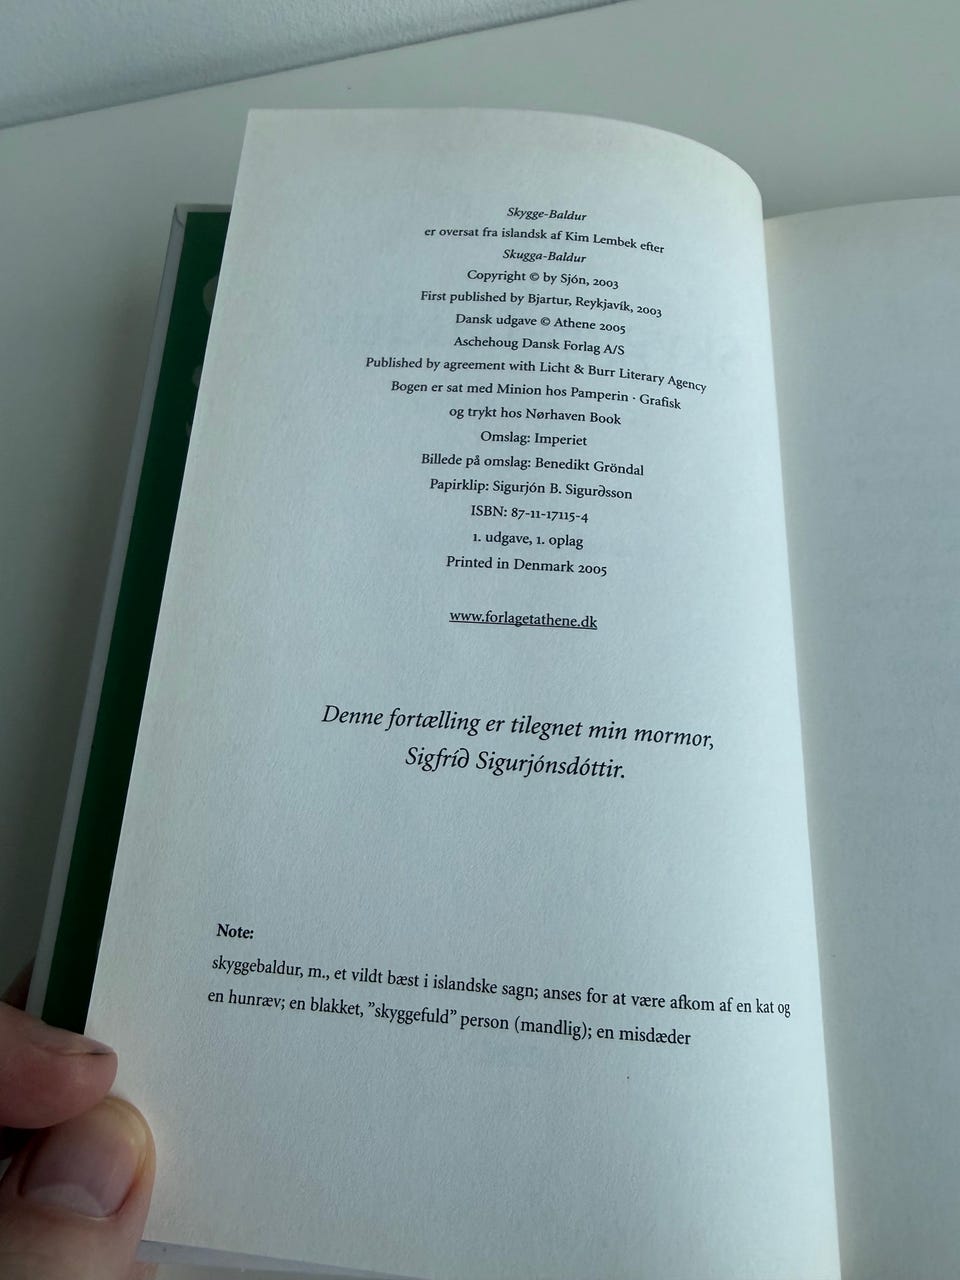 Skygge-Baldur
er oversat fra islandsk af Kim Lembek efter
Skugga-Baldur
Copyright © by Sjón, 2003
First published by Bjartur, Reykjavík, 2003
Dansk udgave © Athene 2005
Aschehoug Dansk Forlag A/S
Published by agreement with Licht & Burr Literary Agency
Bogen er sat med Minion hos Pamperin · Grafisk
og trykt hos Nørhaven Book
Omslag: Imperiet
Billede på omslag: Benedikt Gröndal
Papirklip: Sigurjón B. Sigurðsson
ISBN: 87-11-17115-4
1. udgave, 1. oplag
Printed in Denmark 2005
www.forlagetathene.dk
Denne fortælling er tilegnet min mormor,
Sigfríð Sigurjónsdóttir.
Note:
skyggebaldur, m., et vildt bæst i islandske sagn; anses for at være afkom af en kat og
en hunræv; en blakket, ”skyggefuld” person (mandlig); en misdæder